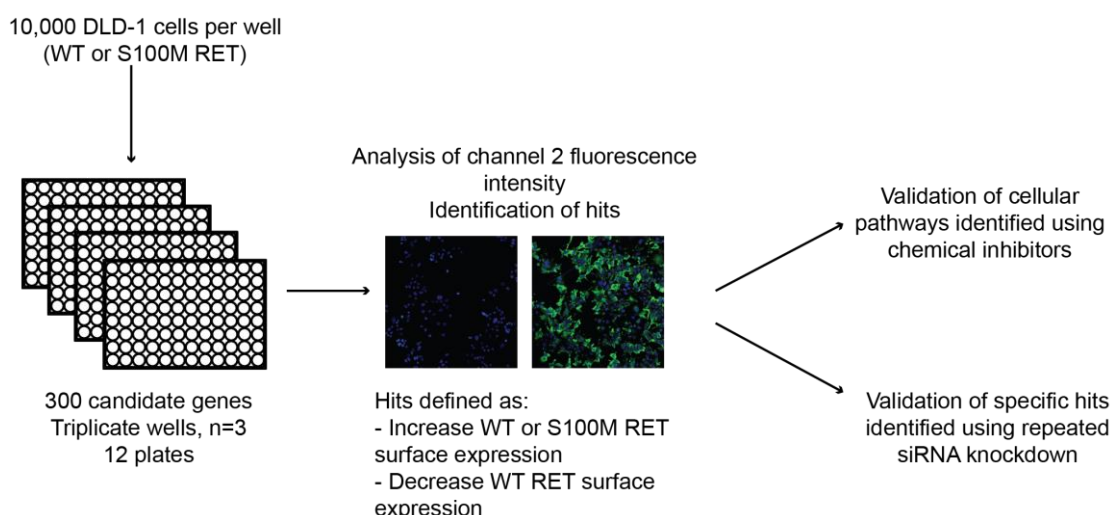 10,000 DLD-1 cells per well
(WT or S100M RET)
300 candidate genes
Triplicate wells, n=3
12 plates
Analysis of channel 2 fluorescence
intensity
Identification of hits
Hits defined as:
- Increase WT or S100M RET
surface expression
- Decrease WT RET surface
expression
Validation of cellular
pathways identified using
chemical inhibitors
Validation of specific hits
identified using repeated
siRNA knockdown